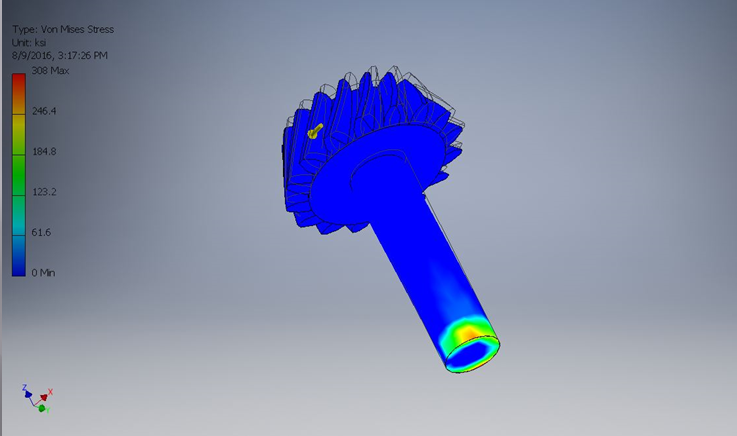 Type: Von Mises Stress
Unit: ksi
8/9/2016, 3:17:26 PM
308 Max
246.4
184.8
123.2
61.6
0 Min
Z
X
Y